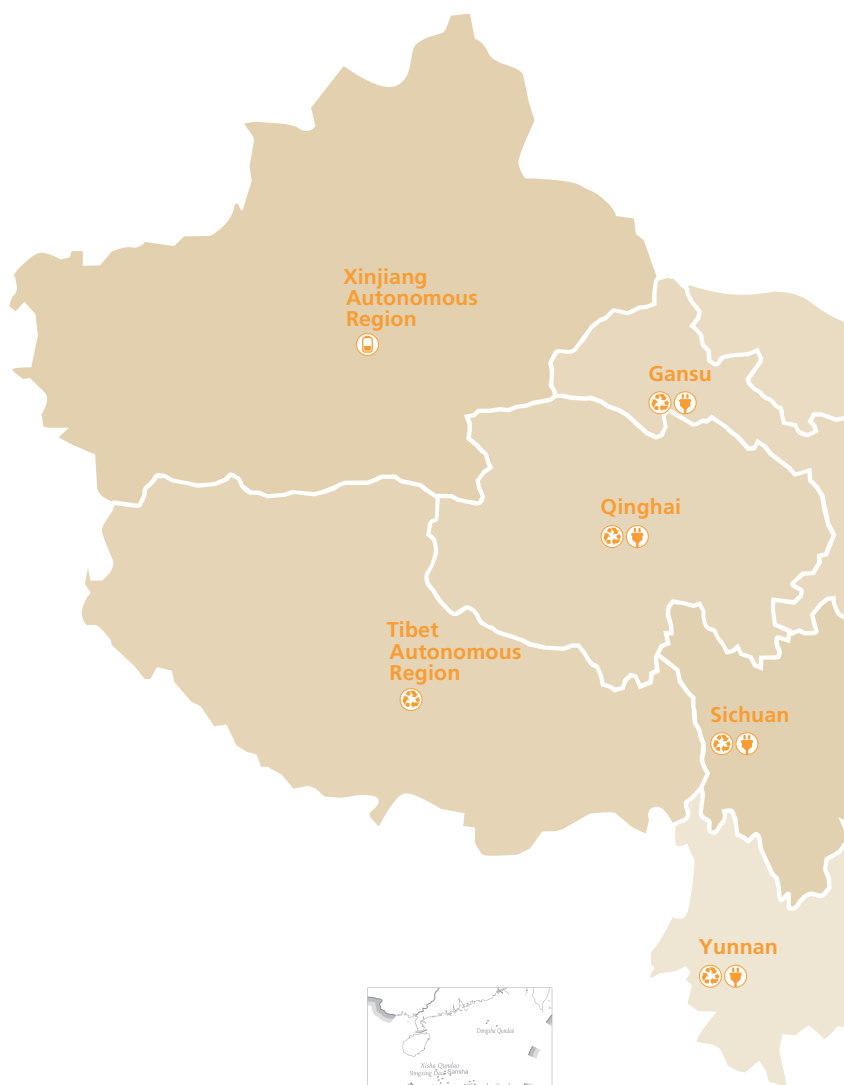 Xinjiang
Autonomous
Region
Gansu
Qinghai
Tibet
Autonomous
Region
Sichuan
Yunnan
Dongsha Qundao
Xisha Qundao